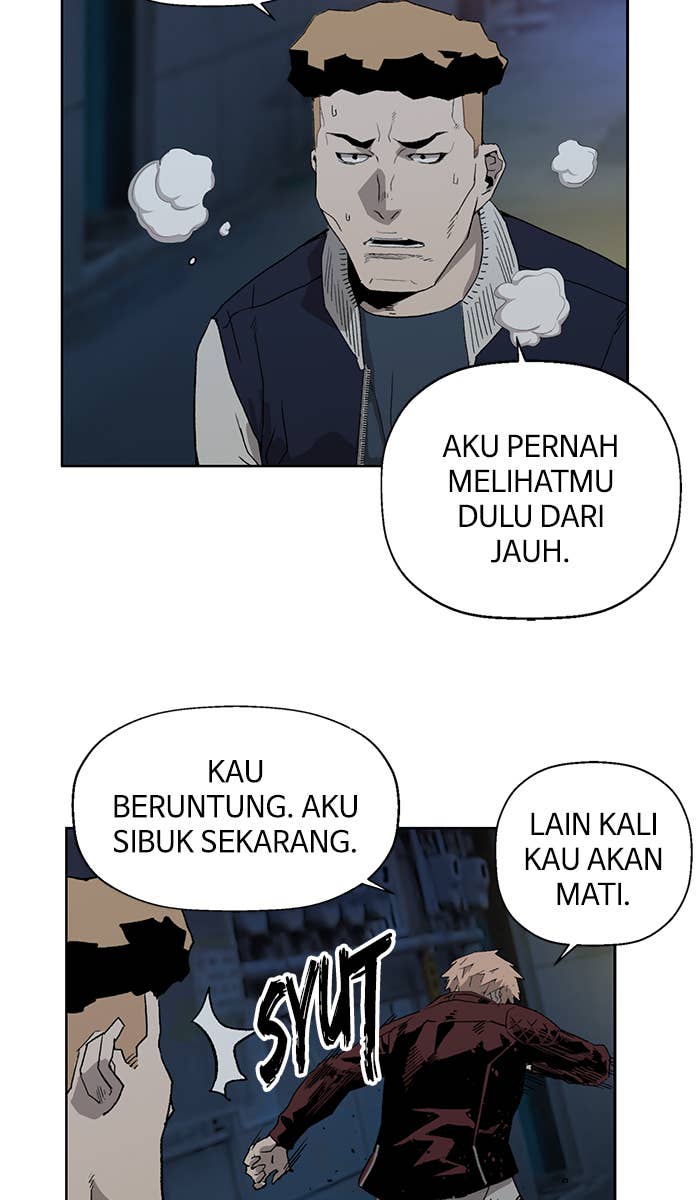 AKU PERNAH
MELIHATMU
DULU DARI
JAUH.
KAU
BERUNTUNG. AKU
SIBUK SEKARANG.
LAIN KALI
KAU AKAN
MATI.
SYUT